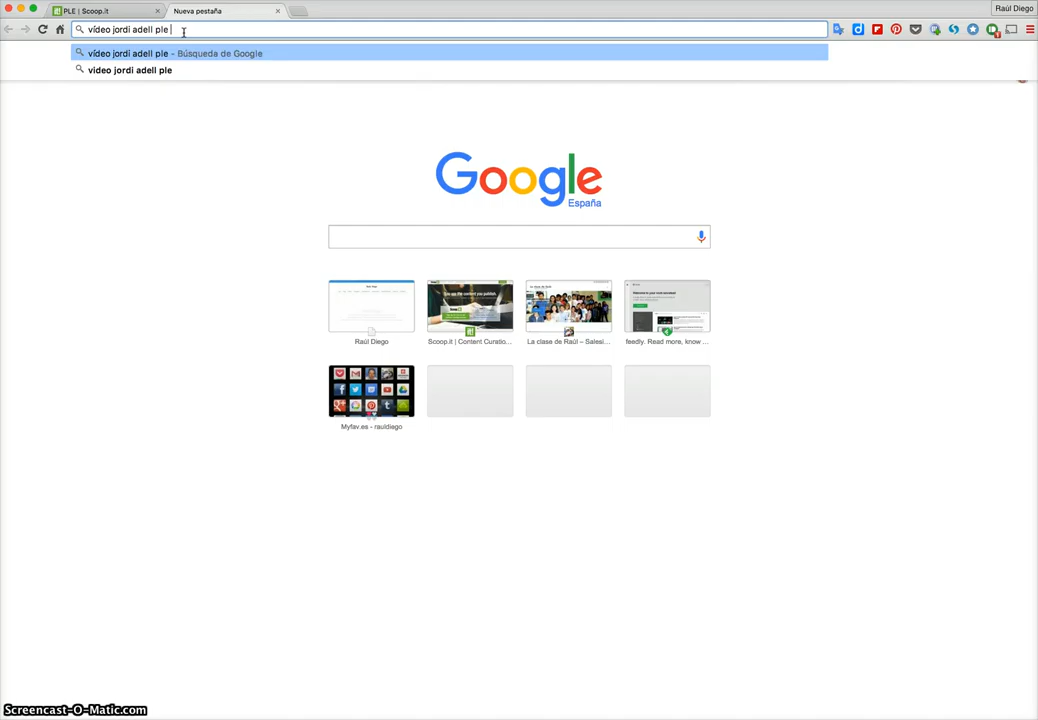 PLE | Scoop.it
Nueva pestaña
Raúl Diego
vídeo jordi adell ple
vídeo jordi adell ple - Búsqueda de Google
video jordi adell ple
Google
España
Raúl Diego
Scoop.it | Content Curatio...
La clase de Raúl – Salesi...
feedly. Read more, know ...
Myfav.es - rauldiego
Screencast-O-Matic.com